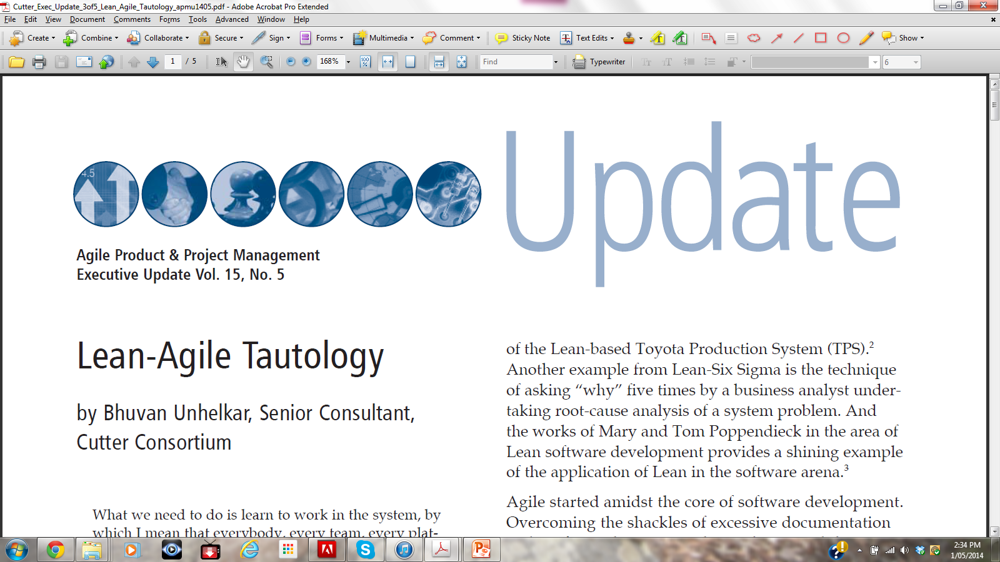 Cutter_Exec_Update_3of5_Lean_Agile_Tautology_apmu1405.pdf - Adobe Acrobat Pro Extended
File Edit View Document Comments Forms Tools Advanced Window Help
Create Combine Collaborate Secure Sign Forms Multimedia Comment Sticky Note Text Edits Show
1 / 5 168% 100% Find Typewriter 6
4.5
Update
Agile Product & Project Management
Executive Update Vol. 15, No. 5
Lean-Agile Tautology
by Bhuvan Unhelkar, Senior Consultant,
Cutter Consortium
What we need to do is learn to work in the system, by
which I mean that everybody, every team, every plat-
of the Lean-based Toyota Production System (TPS).2
Another example from Lean-Six Sigma is the technique
of asking “why” five times by a business analyst under-
taking root-cause analysis of a system problem. And
the works of Mary and Tom Poppendieck in the area of
Lean software development provides a shining example
of the application of Lean in the software arena.3
Agile started amidst the core of software development.
Overcoming the shackles of excessive documentation
2:34 PM
1/05/2014